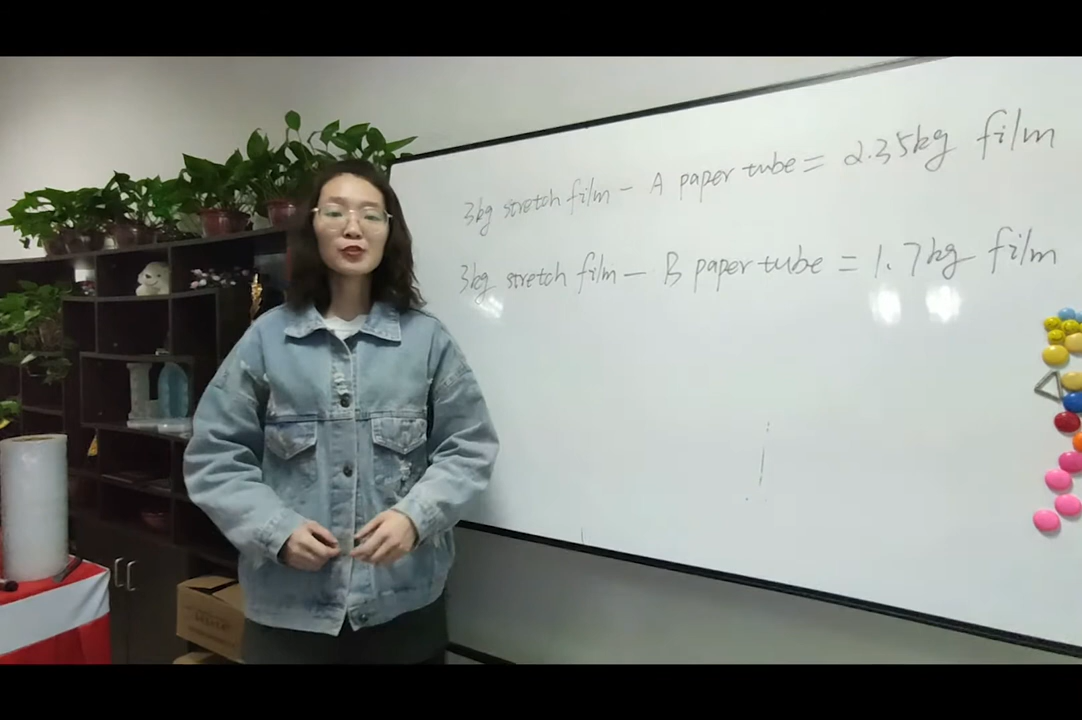 3kg stretch film - A paper tube = 2.35kg film
3kg stretch film - B paper tube = 1.7kg film